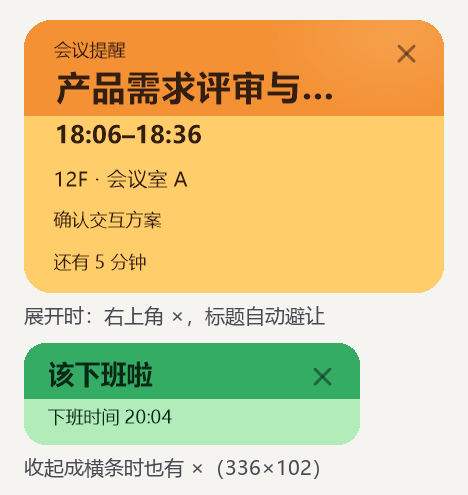 会议提醒
产品需求评审与...
18:06–18:36
12F · 会议室 A
确认交互方案
还有 5 分钟
展开时：右上角 ×，标题自动避让
该下班啦
下班时间 20:04
收起成横条时也有 ×（336×102）